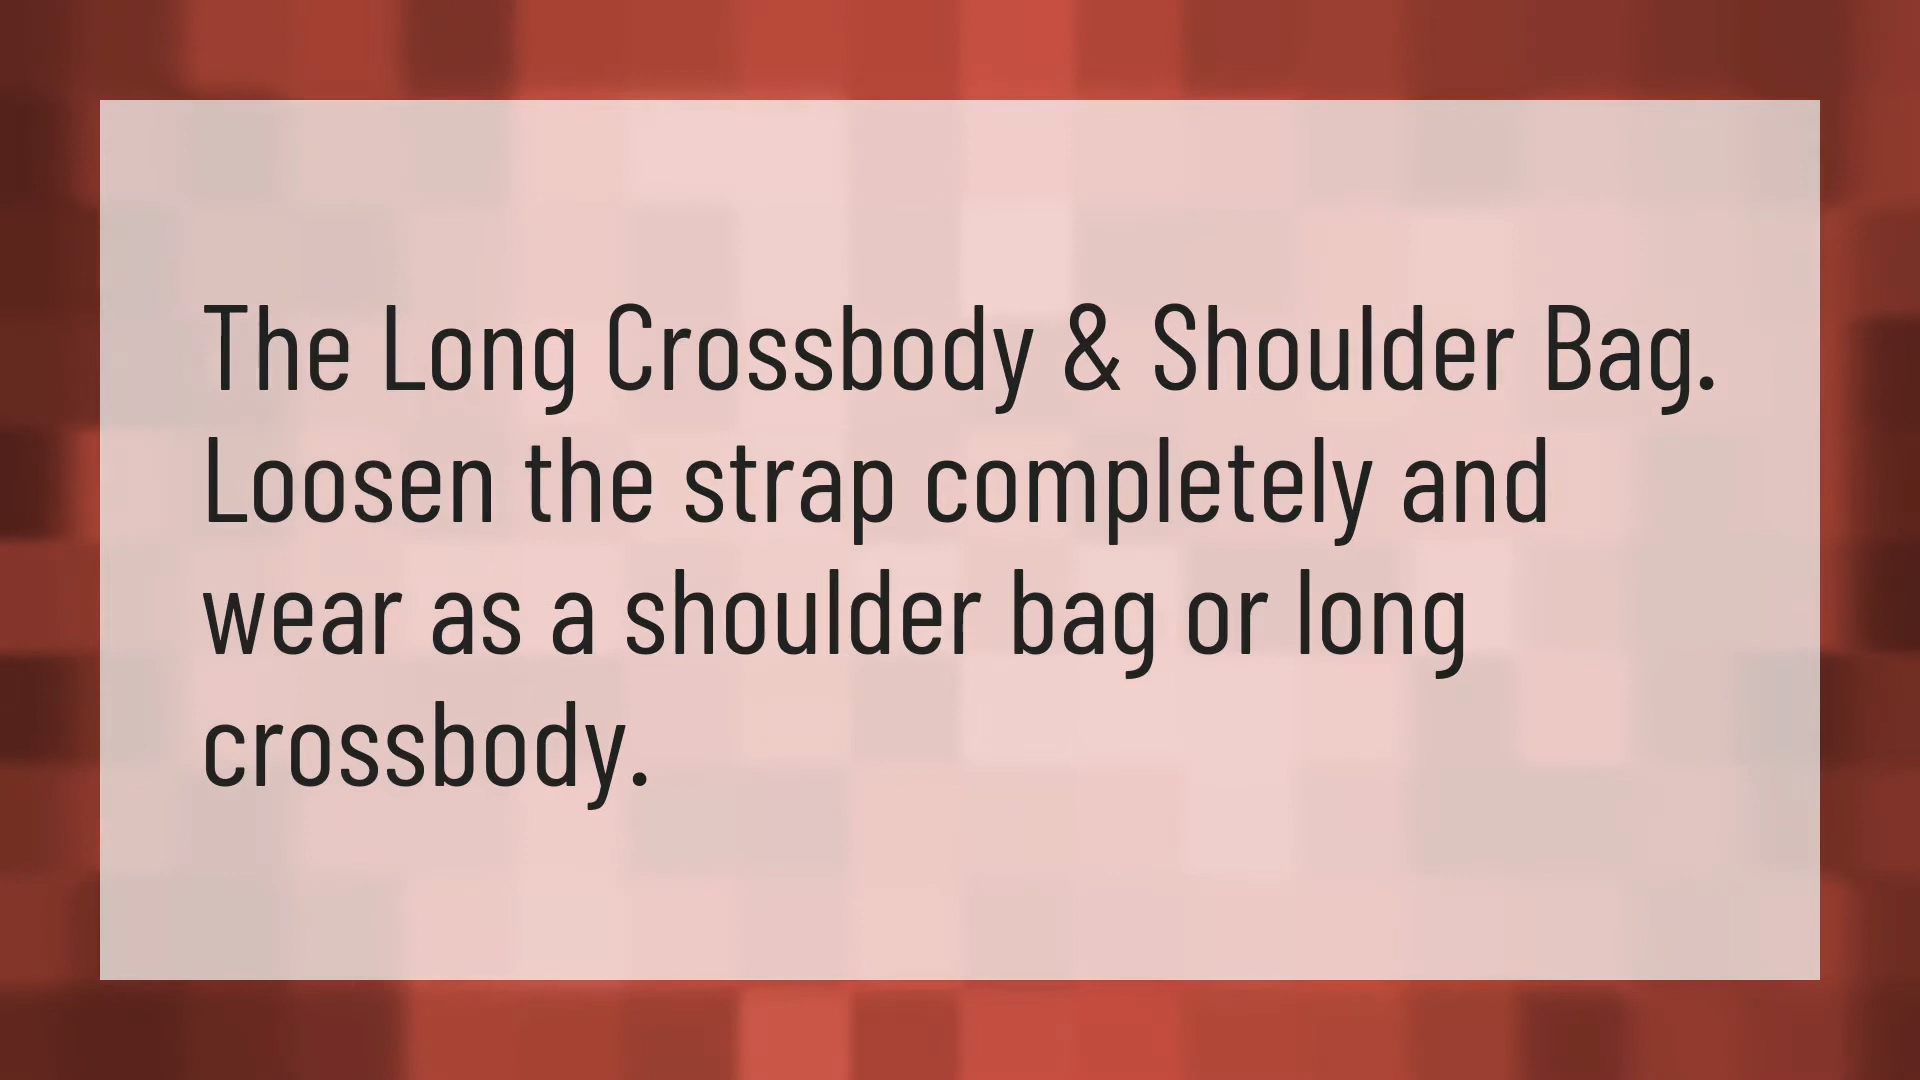 The Long Crossbody & Shoulder Bag.
Loosen the strap completely and
wear as a shoulder bag or long
crossbody.